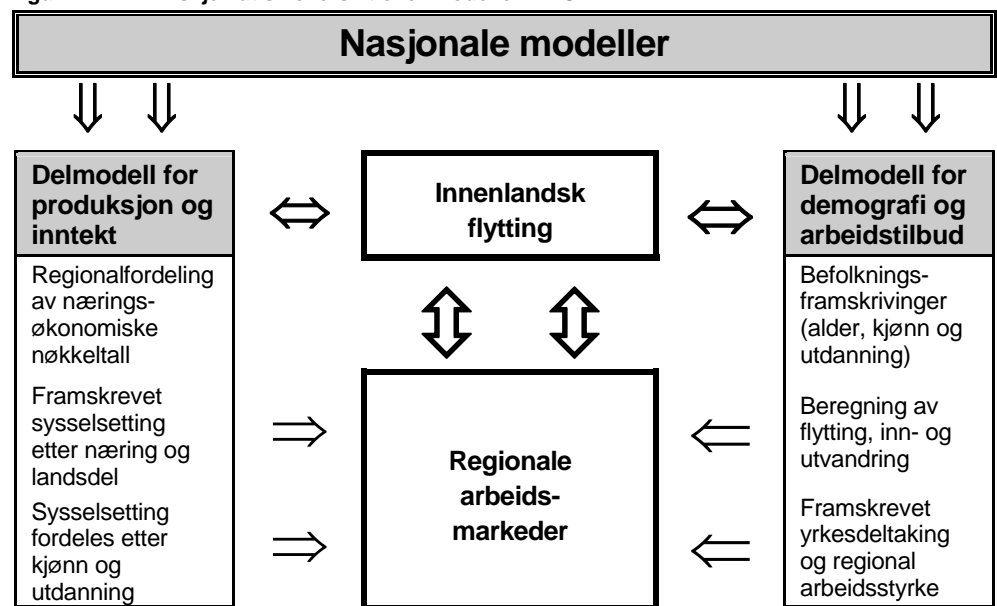 Nasjonale modeller
Delmodell for
produksjon og
inntekt
Regionalfordeling
av nærings-
økonomiske
nøkkeltall
Framskrevet
sysselsetting
etter næring og
landsdel
Sysselsetting
fordeles etter
kjønn og
utdanning
Innenlandsk
flytting
Regionale
arbeids-
markeder
Delmodell for
demografi og
arbeidstilbud
Befolknings-
framskrivinger
(alder, kjønn og
utdanning)
Beregning av
flytting, inn- og
utvandring
Framskrevet
yrkesdeltaking
og regional
arbeidsstyrke